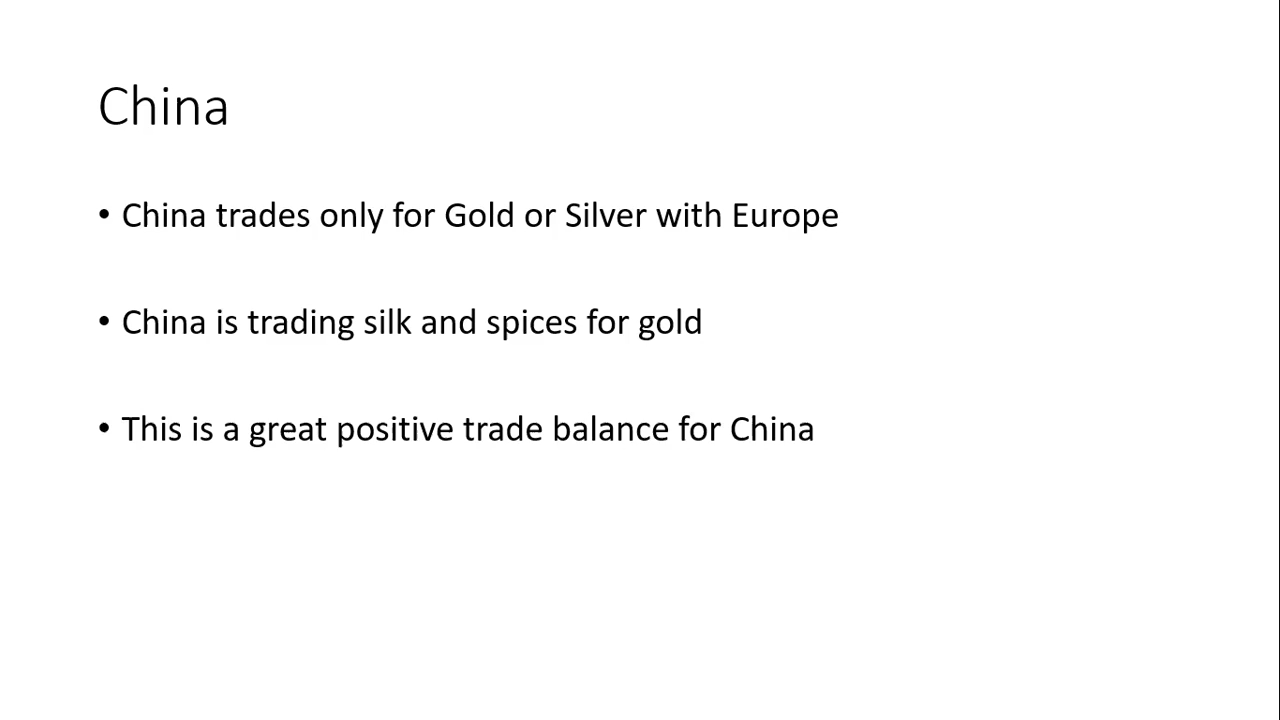 China
• China trades only for Gold or Silver with Europe
• China is trading silk and spices for gold
• This is a great positive trade balance for China